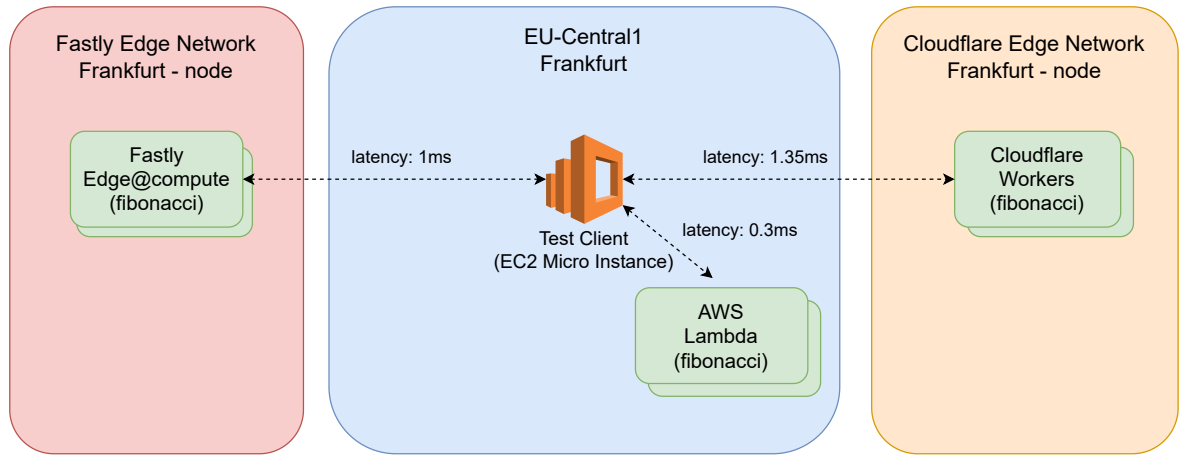 Fastly Edge Network
Frankfurt - node
Fastly
Edge@compute
(fibonacci)
latency: 1ms
EU-Central1
Frankfurt
Test Client
(EC2 Micro Instance)
latency: 1.35ms
latency: 0.3ms
AWS
Lambda
(fibonacci)
Cloudflare Edge Network
Frankfurt - node
Cloudflare
Workers
(fibonacci)